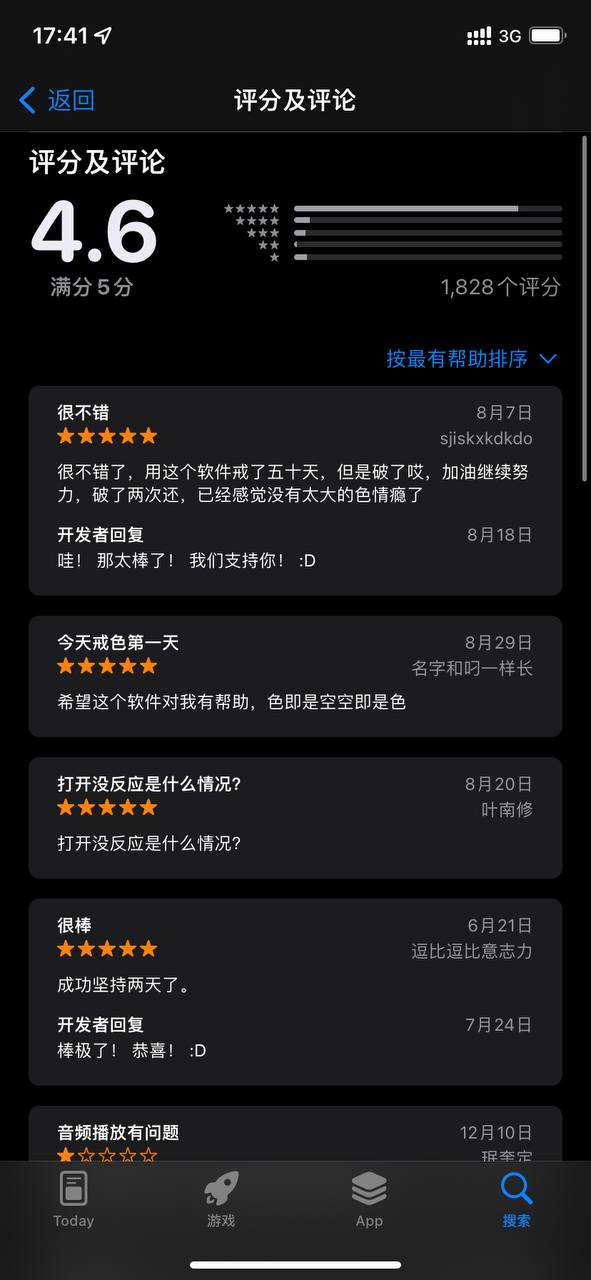 17:41
3G
返回
评分及评论
评分及评论
4.6
满分5分
1,828个评分
按最有帮助排序
很不错
8月7日
sjiskxkdkdo
很不错了，用这个软件戒了五十天，但是破了哎，加油继续努
力，破了两次还，已经感觉没有太大的色情瘾了
开发者回复
8月18日
哇！ 那太棒了！ 我们支持你！ :D
今天戒色第一天
8月29日
名字和叼一样长
希望这个软件对我有帮助，色即是空空即是色
打开没反应是什么情况?
8月20日
叶南修
打开没反应是什么情况?
很棒
6月21日
逗比逗比意志力
成功坚持两天了。
开发者回复
7月24日
棒极了！ 恭喜！ :D
音频播放有问题
12月10日
Today
游戏
App
搜索